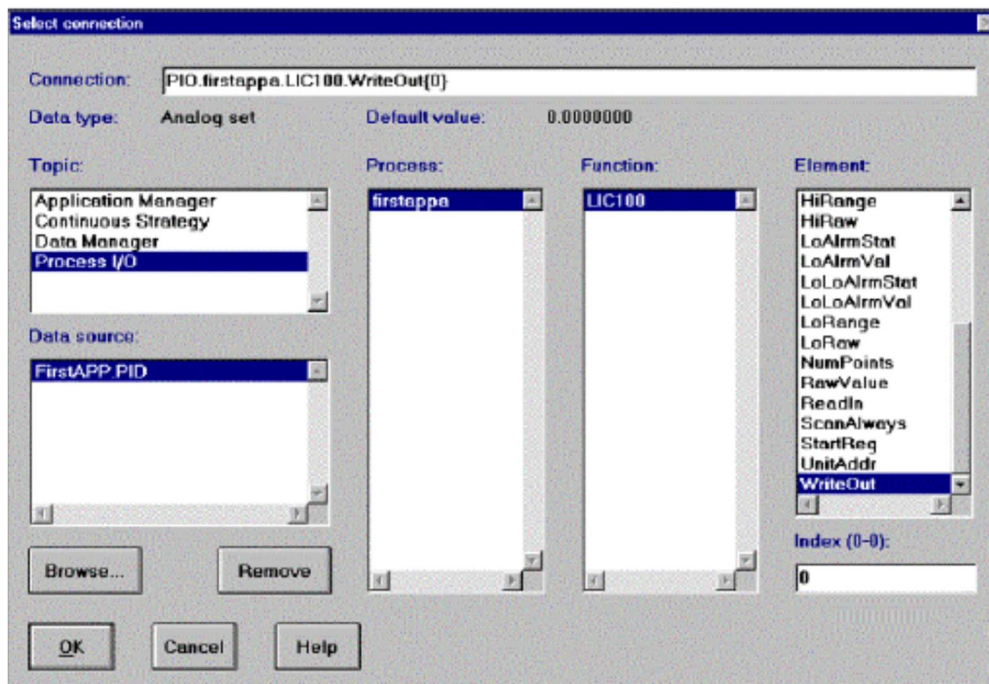 Select connection
Connection: PIO.firstappa.LIC100.WriteOut{0}
Data type: Analog set Default value: 0.0000000
Topic: Process: Function: Element:
Application Manager
Continuous Strategy
Data Manager
Process I/O
firstappa
LIC100
HiRange
HiRaw
LoAlrmStat
LoAlrmVal
LoLoAlrmStat
LoLoAlrmVal
LoRange
LoRaw
NumPoints
RawValue
ReadIn
ScanAlways
StartReg
UnitAddr
WriteOut
Data source:
FirstAPP.PID
Index (0-0):
0
Browse... Remove
OK Cancel Help